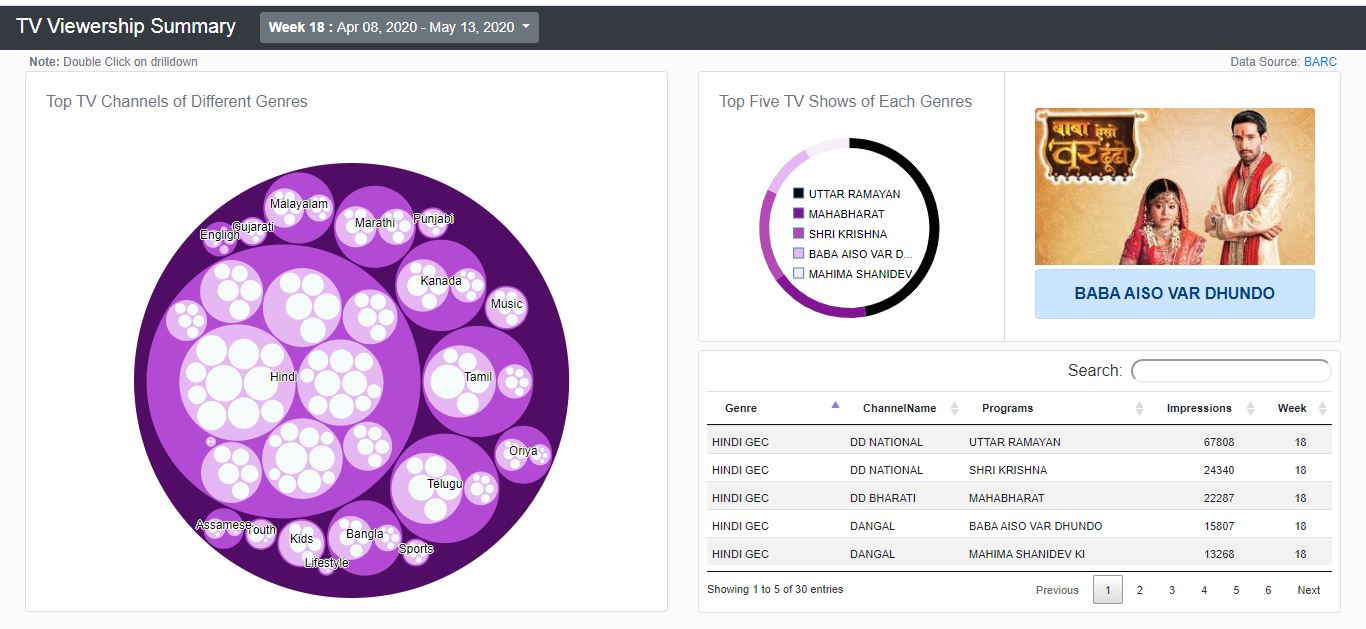 TV Viewership Summary
Week 18 : Apr 08, 2020 - May 13, 2020
Note: Double Click on drilldown
Data Source: BARC
Top TV Channels of Different Genres
Malayalam
Marathi
Punjabi
Gujarati
English
Kanada
Music
Hindi
Tamil
Oriya
Telugu
Assamese
Youth
Kids
Bangla
Sports
Lifestyle
Top Five TV Shows of Each Genres
UTTAR RAMAYAN
MAHABHARAT
SHRI KRISHNA
BABA AISO VAR D...
MAHIMA SHANIDEV
बाबा ऐसो
वर ढूंढो
BABA AISO VAR DHUNDO
Search:
Genre ChannelName Programs Impressions Week
HINDI GEC DD NATIONAL UTTAR RAMAYAN 67808 18
HINDI GEC DD NATIONAL SHRI KRISHNA 24340 18
HINDI GEC DD BHARATI MAHABHARAT 22287 18
HINDI GEC DANGAL BABA AISO VAR DHUNDO 15807 18
HINDI GEC DANGAL MAHIMA SHANIDEV KI 13268 18
Showing 1 to 5 of 30 entries
Previous 1 2 3 4 5 6 Next